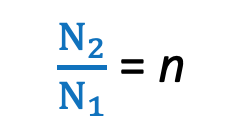 N₂/N₁ = n